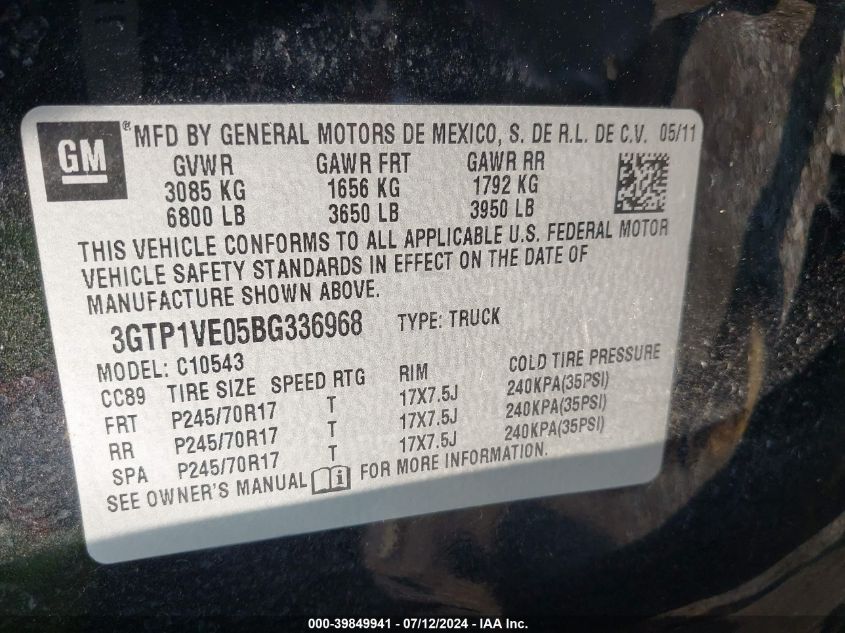 GM ® MFD BY GENERAL MOTORS DE MEXICO, S. DE R.L. DE C.V. 05/11
GVWR GAWR FRT GAWR RR
3085 KG 1656 KG 1792 KG
6800 LB 3650 LB 3950 LB
THIS VEHICLE CONFORMS TO ALL APPLICABLE U.S. FEDERAL MOTOR
VEHICLE SAFETY STANDARDS IN EFFECT ON THE DATE OF
MANUFACTURE SHOWN ABOVE.
3GTP1VE05BG336968 TYPE: TRUCK
MODEL: C10543
CC89 TIRE SIZE SPEED RTG RIM COLD TIRE PRESSURE
FRT P245/70R17 T 17X7.5J 240KPA(35PSI)
RR P245/70R17 T 17X7.5J 240KPA(35PSI)
SPA P245/70R17 T 17X7.5J 240KPA(35PSI)
SEE OWNER'S MANUAL i FOR MORE INFORMATION.
000-39849941 - 07/12/2024 - IAA Inc.